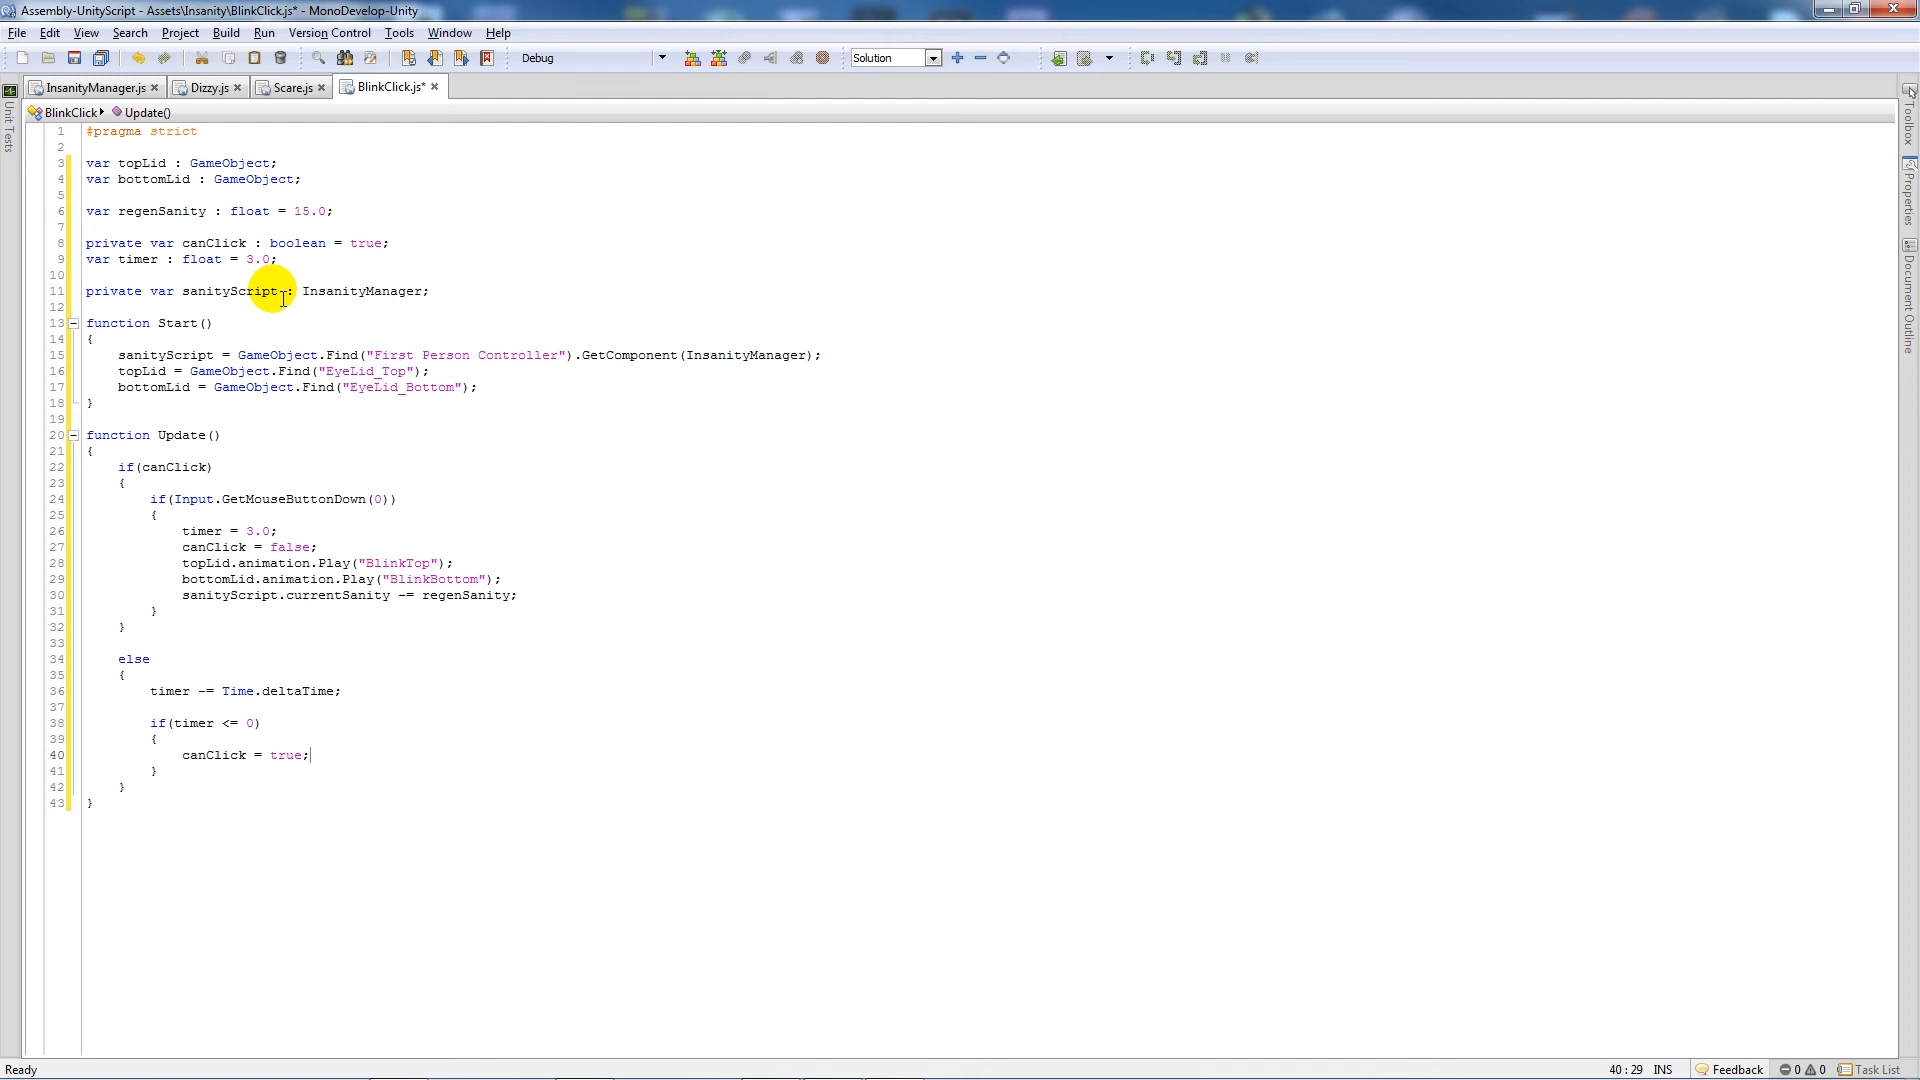 Assembly-UnityScript - Assets\Insanity\BlinkClick.js* - MonoDevelop-Unity
File Edit View Search Project Build Run Version Control Tools Window Help
Debug Solution
InsanityManager.js Dizzy.js Scare.js BlinkClick.js*
BlinkClick Update()
Unit Tests
Toolbox
Properties
Document Outline
1 #pragma strict
2
3 var topLid : GameObject;
4 var bottomLid : GameObject;
5
6 var regenSanity : float = 15.0;
7
8 private var canClick : boolean = true;
9 var timer : float = 3.0;
10
11 private var sanityScript : InsanityManager;
12
13 function Start()
14 {
15 sanityScript = GameObject.Find("First Person Controller").GetComponent(InsanityManager);
16 topLid = GameObject.Find("EyeLid_Top");
17 bottomLid = GameObject.Find("EyeLid_Bottom");
18 }
19
20 function Update()
21 {
22 if(canClick)
23 {
24 if(Input.GetMouseButtonDown(0))
25 {
26 timer = 3.0;
27 canClick = false;
28 topLid.animation.Play("BlinkTop");
29 bottomLid.animation.Play("BlinkBottom");
30 sanityScript.currentSanity -= regenSanity;
31 }
32 }
33
34 else
35 {
36 timer -= Time.deltaTime;
37
38 if(timer <= 0)
39 {
40 canClick = true;
41 }
42 }
43 }
Ready 40 : 29 INS Feedback 0 0 Task List